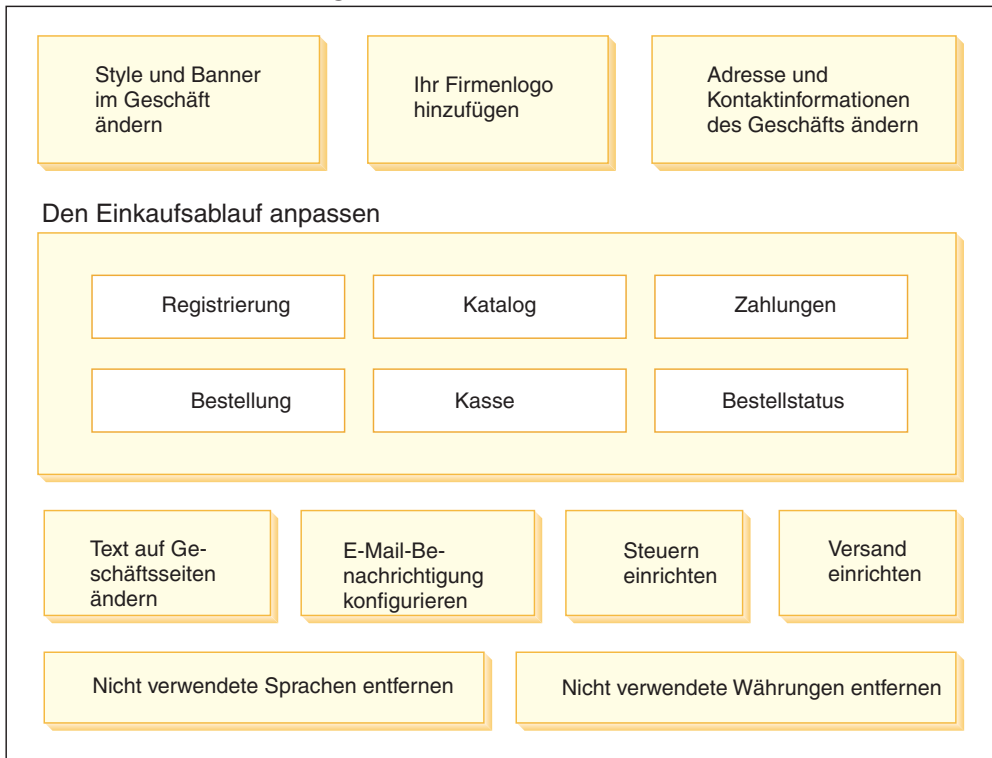 Style und Banner
im Geschäft
ändern
Ihr Firmenlogo
hinzufügen
Adresse und
Kontaktinformationen
des Geschäfts ändern
Den Einkaufsablauf anpassen
Registrierung
Katalog
Zahlungen
Bestellung
Kasse
Bestellstatus
Text auf Ge-
schäftsseiten
ändern
E-Mail-Be-
nachrichtigung
konfigurieren
Steuern
einrichten
Versand
einrichten
Nicht verwendete Sprachen entfernen
Nicht verwendete Währungen entfernen